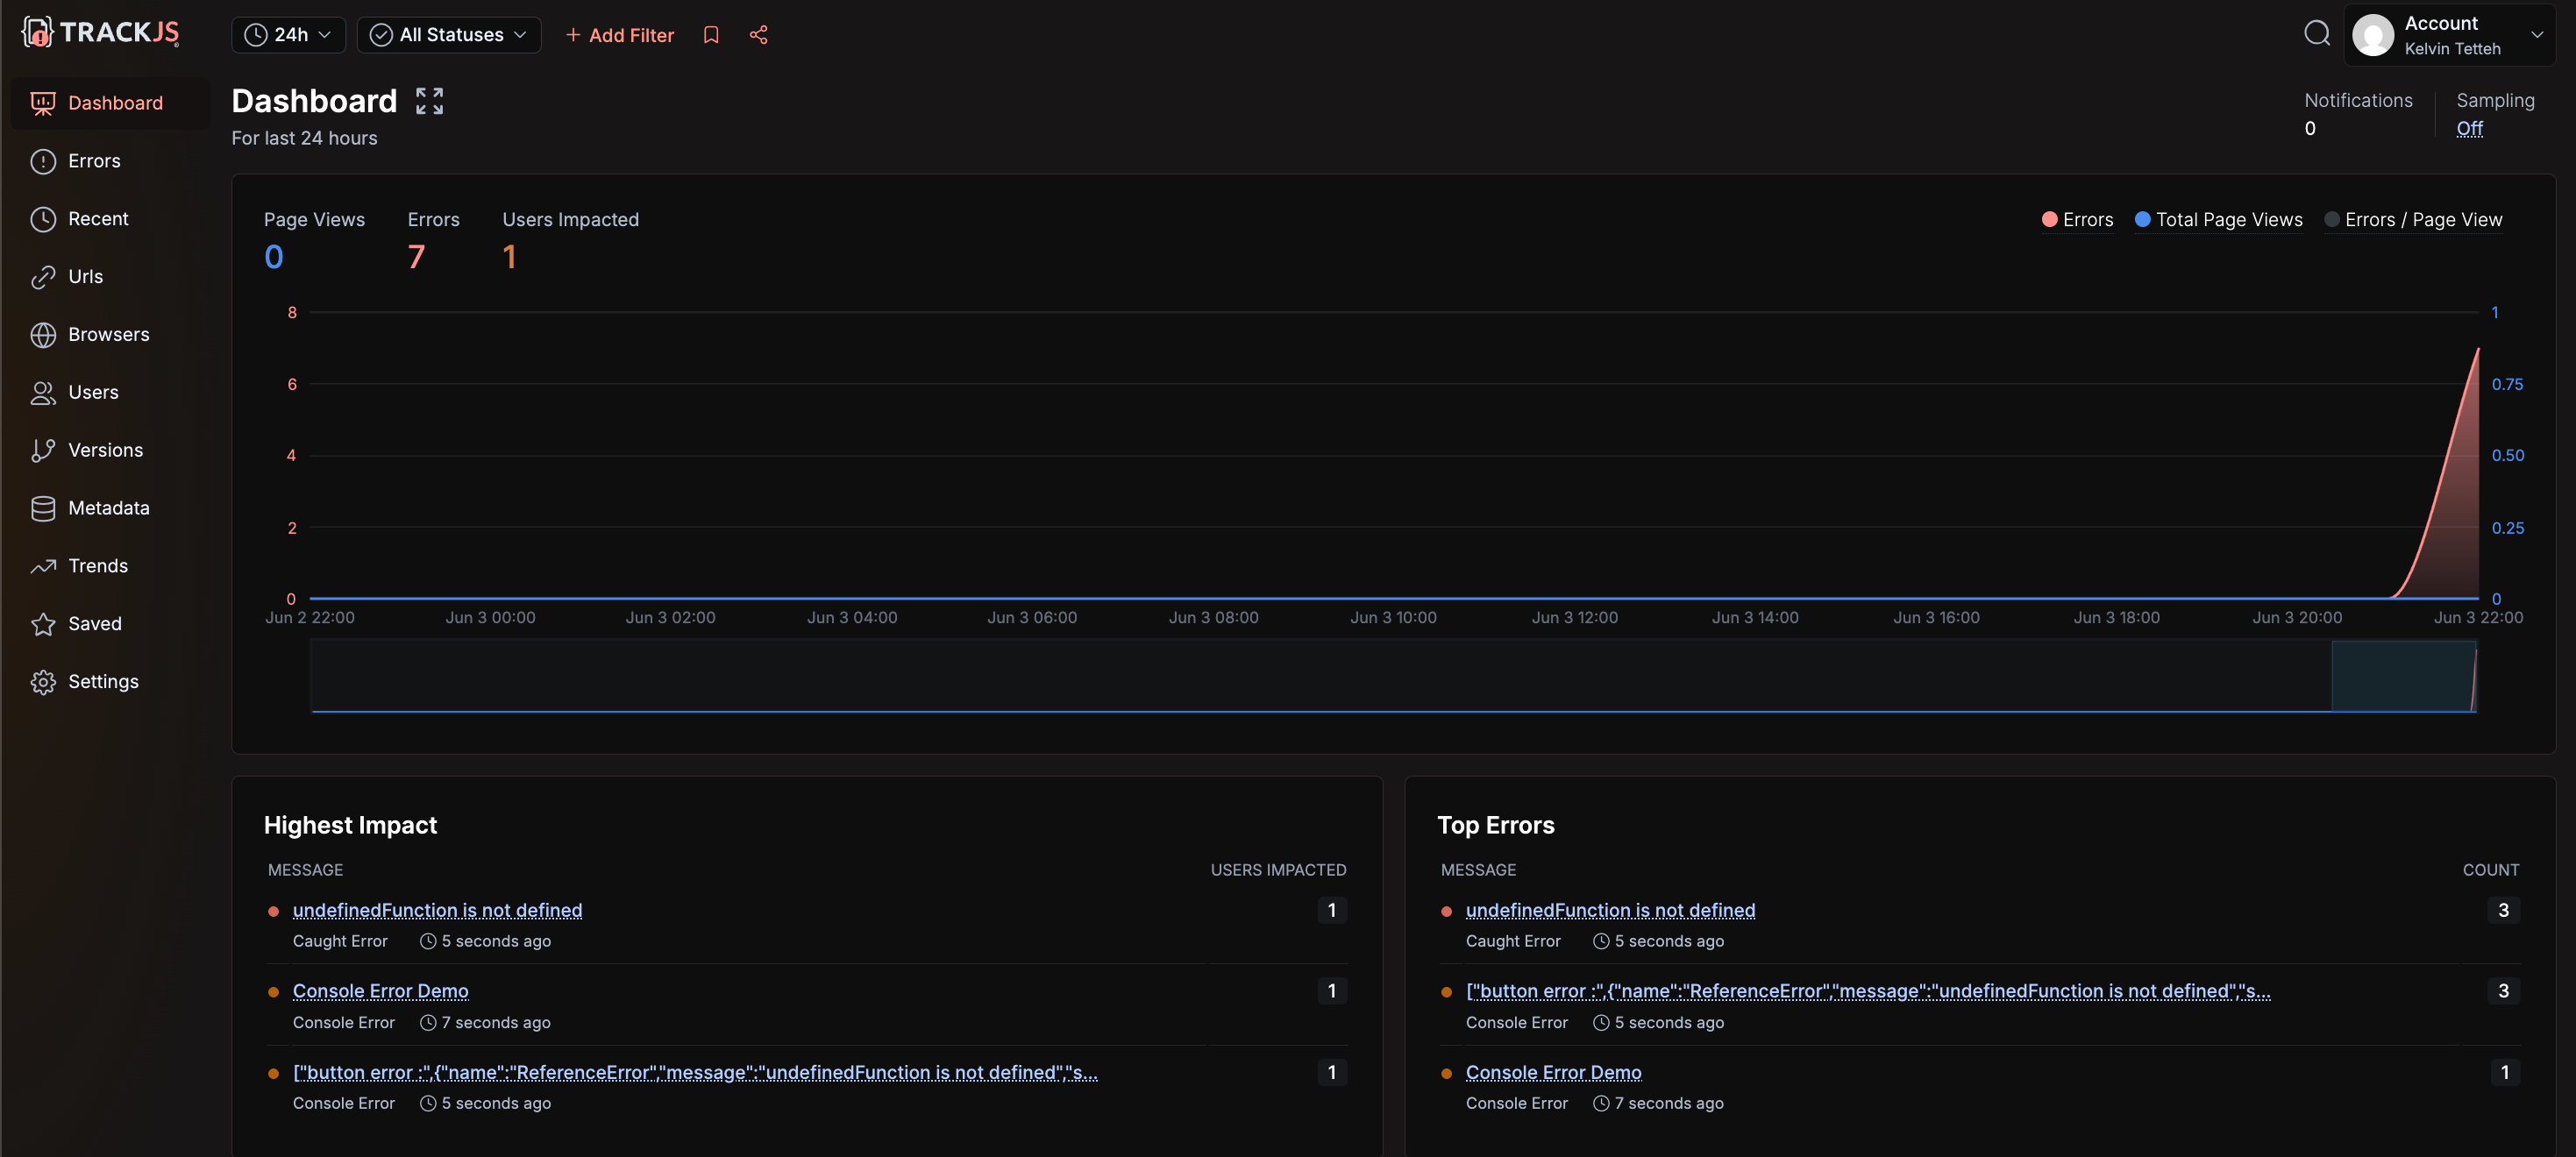 TRACKJS
24h
All Statuses
+ Add Filter
Account
Kelvin Tetteh
Dashboard
Errors
Recent
Urls
Browsers
Users
Versions
Metadata
Trends
Saved
Settings
Dashboard
For last 24 hours
Notifications
0
Sampling
Off
Page Views
0
Errors
7
Users Impacted
1
Errors
Total Page Views
Errors / Page View
8
6
4
2
0
1
0.75
0.50
0.25
0
Jun 2 22:00
Jun 3 00:00
Jun 3 02:00
Jun 3 04:00
Jun 3 06:00
Jun 3 08:00
Jun 3 10:00
Jun 3 12:00
Jun 3 14:00
Jun 3 16:00
Jun 3 18:00
Jun 3 20:00
Jun 3 22:00
Highest Impact
MESSAGE USERS IMPACTED
undefinedFunction is not defined 1
Caught Error 5 seconds ago
Console Error Demo 1
Console Error 7 seconds ago
["button error :",{"name":"ReferenceError","message":"undefinedFunction is not defined","s... 1
Console Error 5 seconds ago
Top Errors
MESSAGE COUNT
undefinedFunction is not defined 3
Caught Error 5 seconds ago
["button error :",{"name":"ReferenceError","message":"undefinedFunction is not defined","s... 3
Console Error 5 seconds ago
Console Error Demo 1
Console Error 7 seconds ago